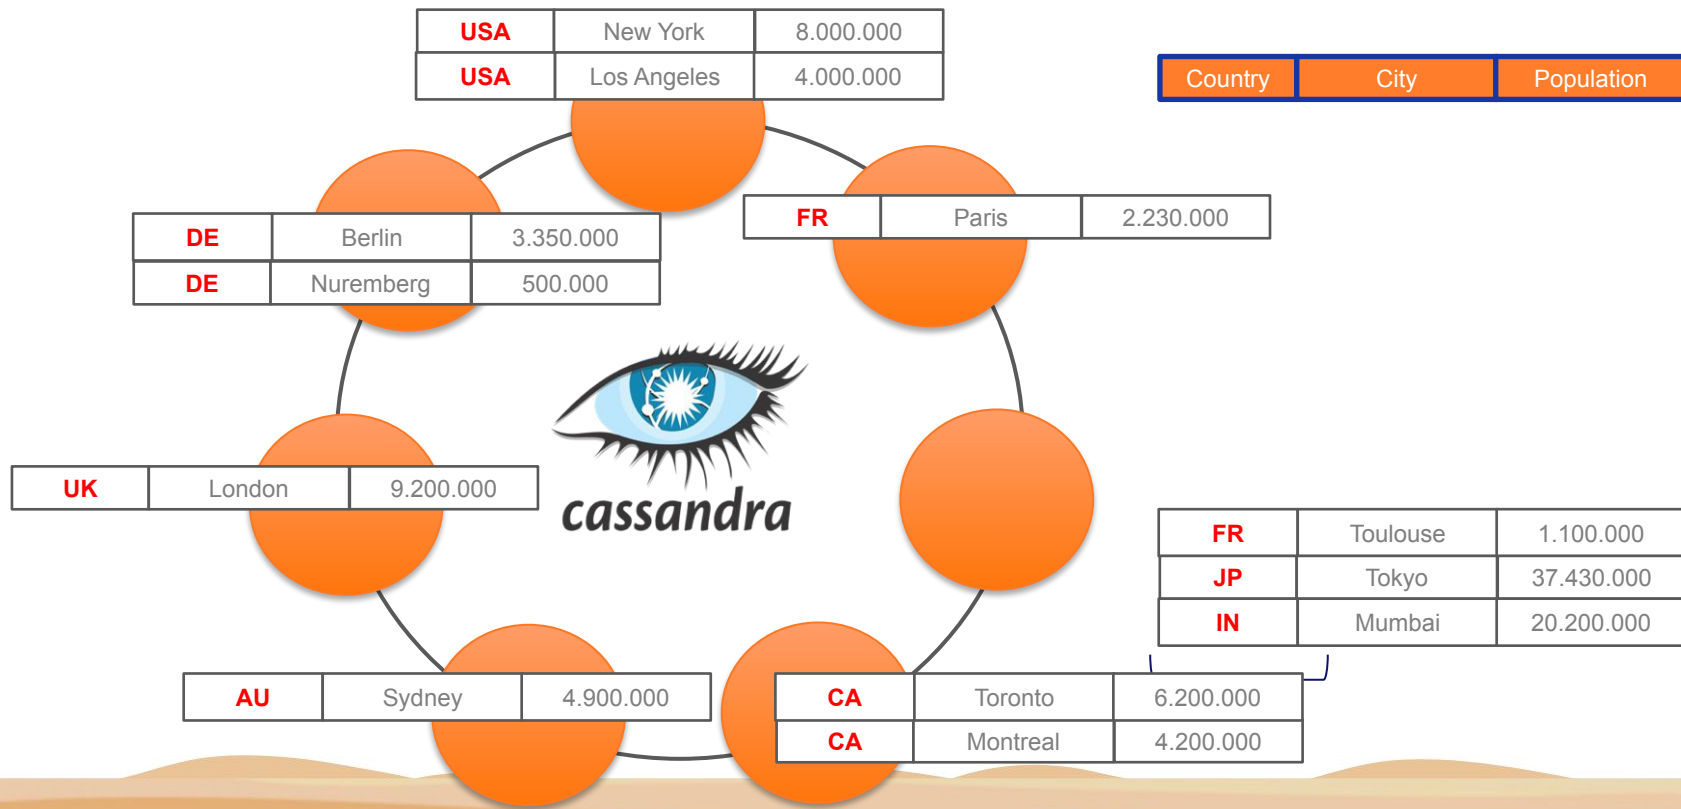 USA New York 8.000.000
USA Los Angeles 4.000.000
Country City Population
FR Paris 2.230.000
DE Berlin 3.350.000
DE Nuremberg 500.000
cassandra
UK London 9.200.000
FR Toulouse 1.100.000
JP Tokyo 37.430.000
IN Mumbai 20.200.000
AU Sydney 4.900.000
CA Toronto 6.200.000
CA Montreal 4.200.000